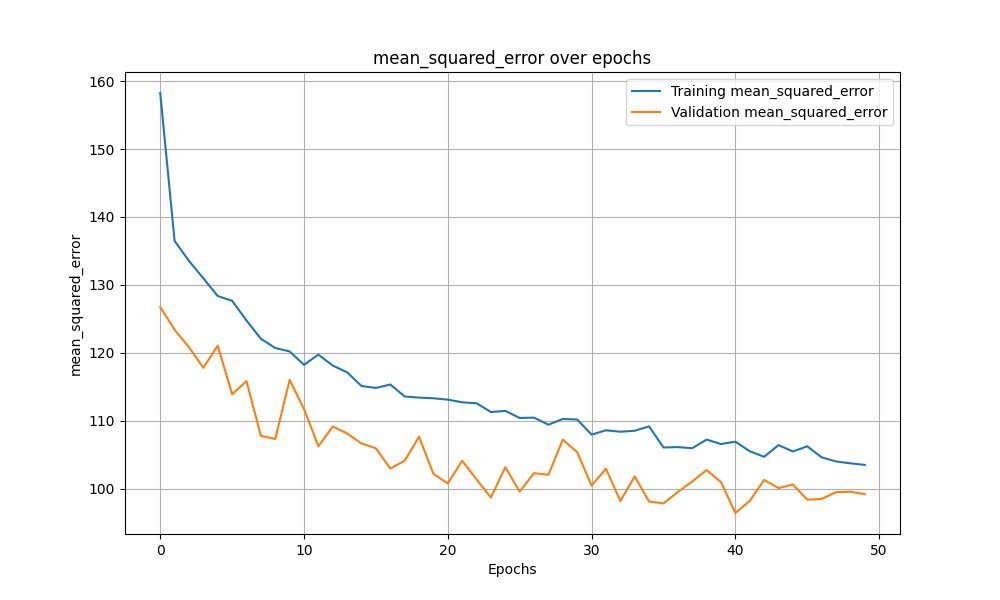 mean_squared_error over epochs
Training mean_squared_error
Validation mean_squared_error
mean_squared_error
160
150
140
130
120
110
100
0 10 20 30 40 50
Epochs